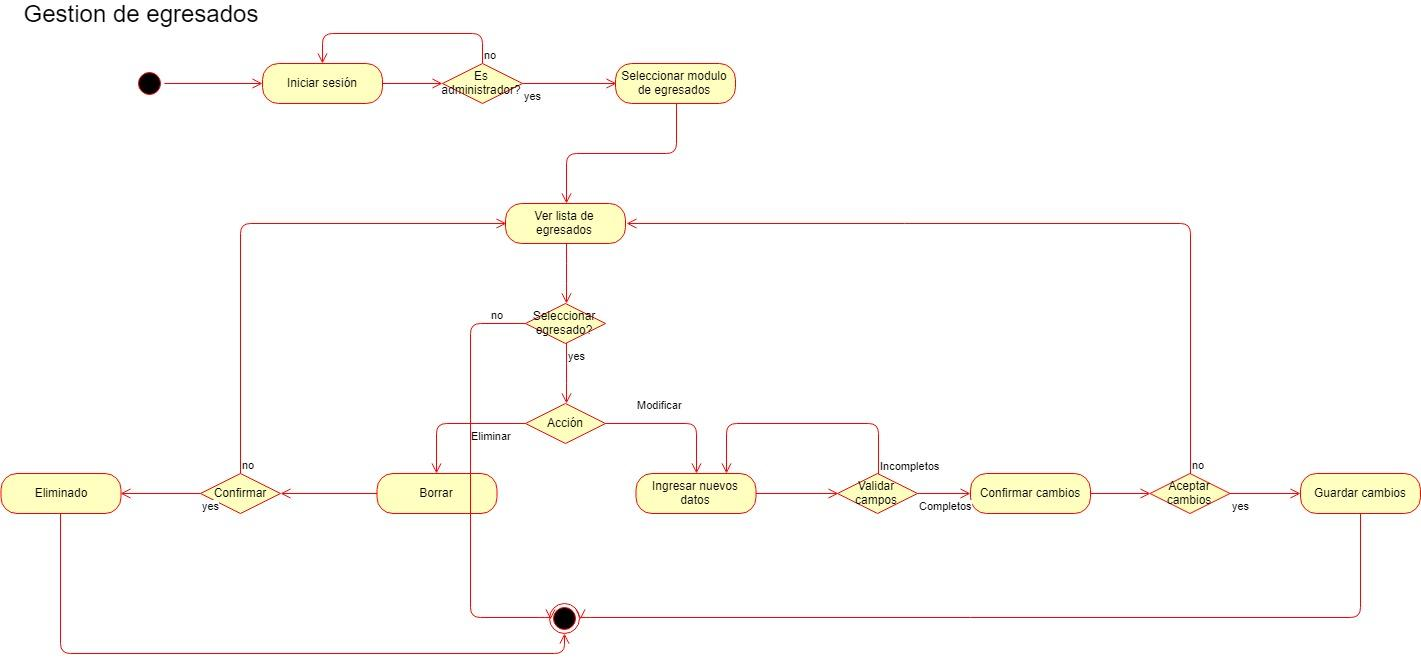 Gestion de egresados
no
Iniciar sesión
Es
administrador?
yes
Seleccionar modulo
de egresados
Ver lista de
egresados
no
Seleccionar
egresado?
yes
Acción
Modificar
Eliminar
no
Incompletos
no
Eliminado
Confirmar
yes
Borrar
Ingresar nuevos
datos
Validar
campos
Completos
Confirmar cambios
Aceptar
cambios
yes
Guardar cambios